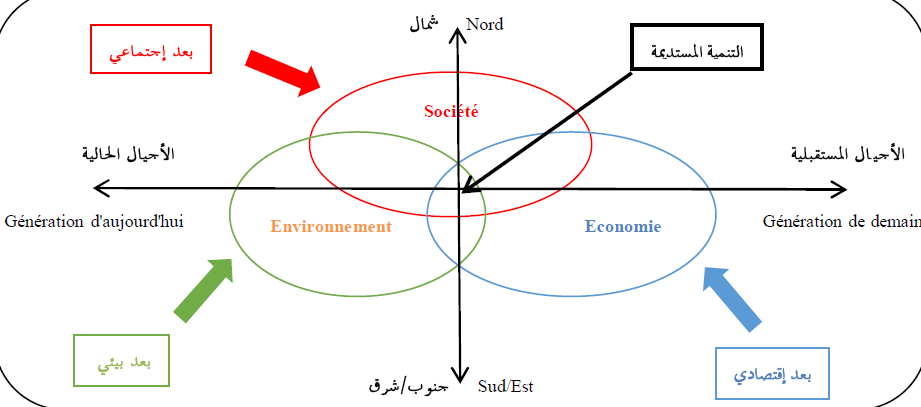 شمال
Nord
بعد إجتماعي
التنمية المستديمة
Société
الأجيال الحالية
الأجيال المستقبلية
Génération d'aujourd'hui
Génération de demain
Environnement
Economie
بعد بيئي
بعد إقتصادي
جنوب/شرق
Sud/Est